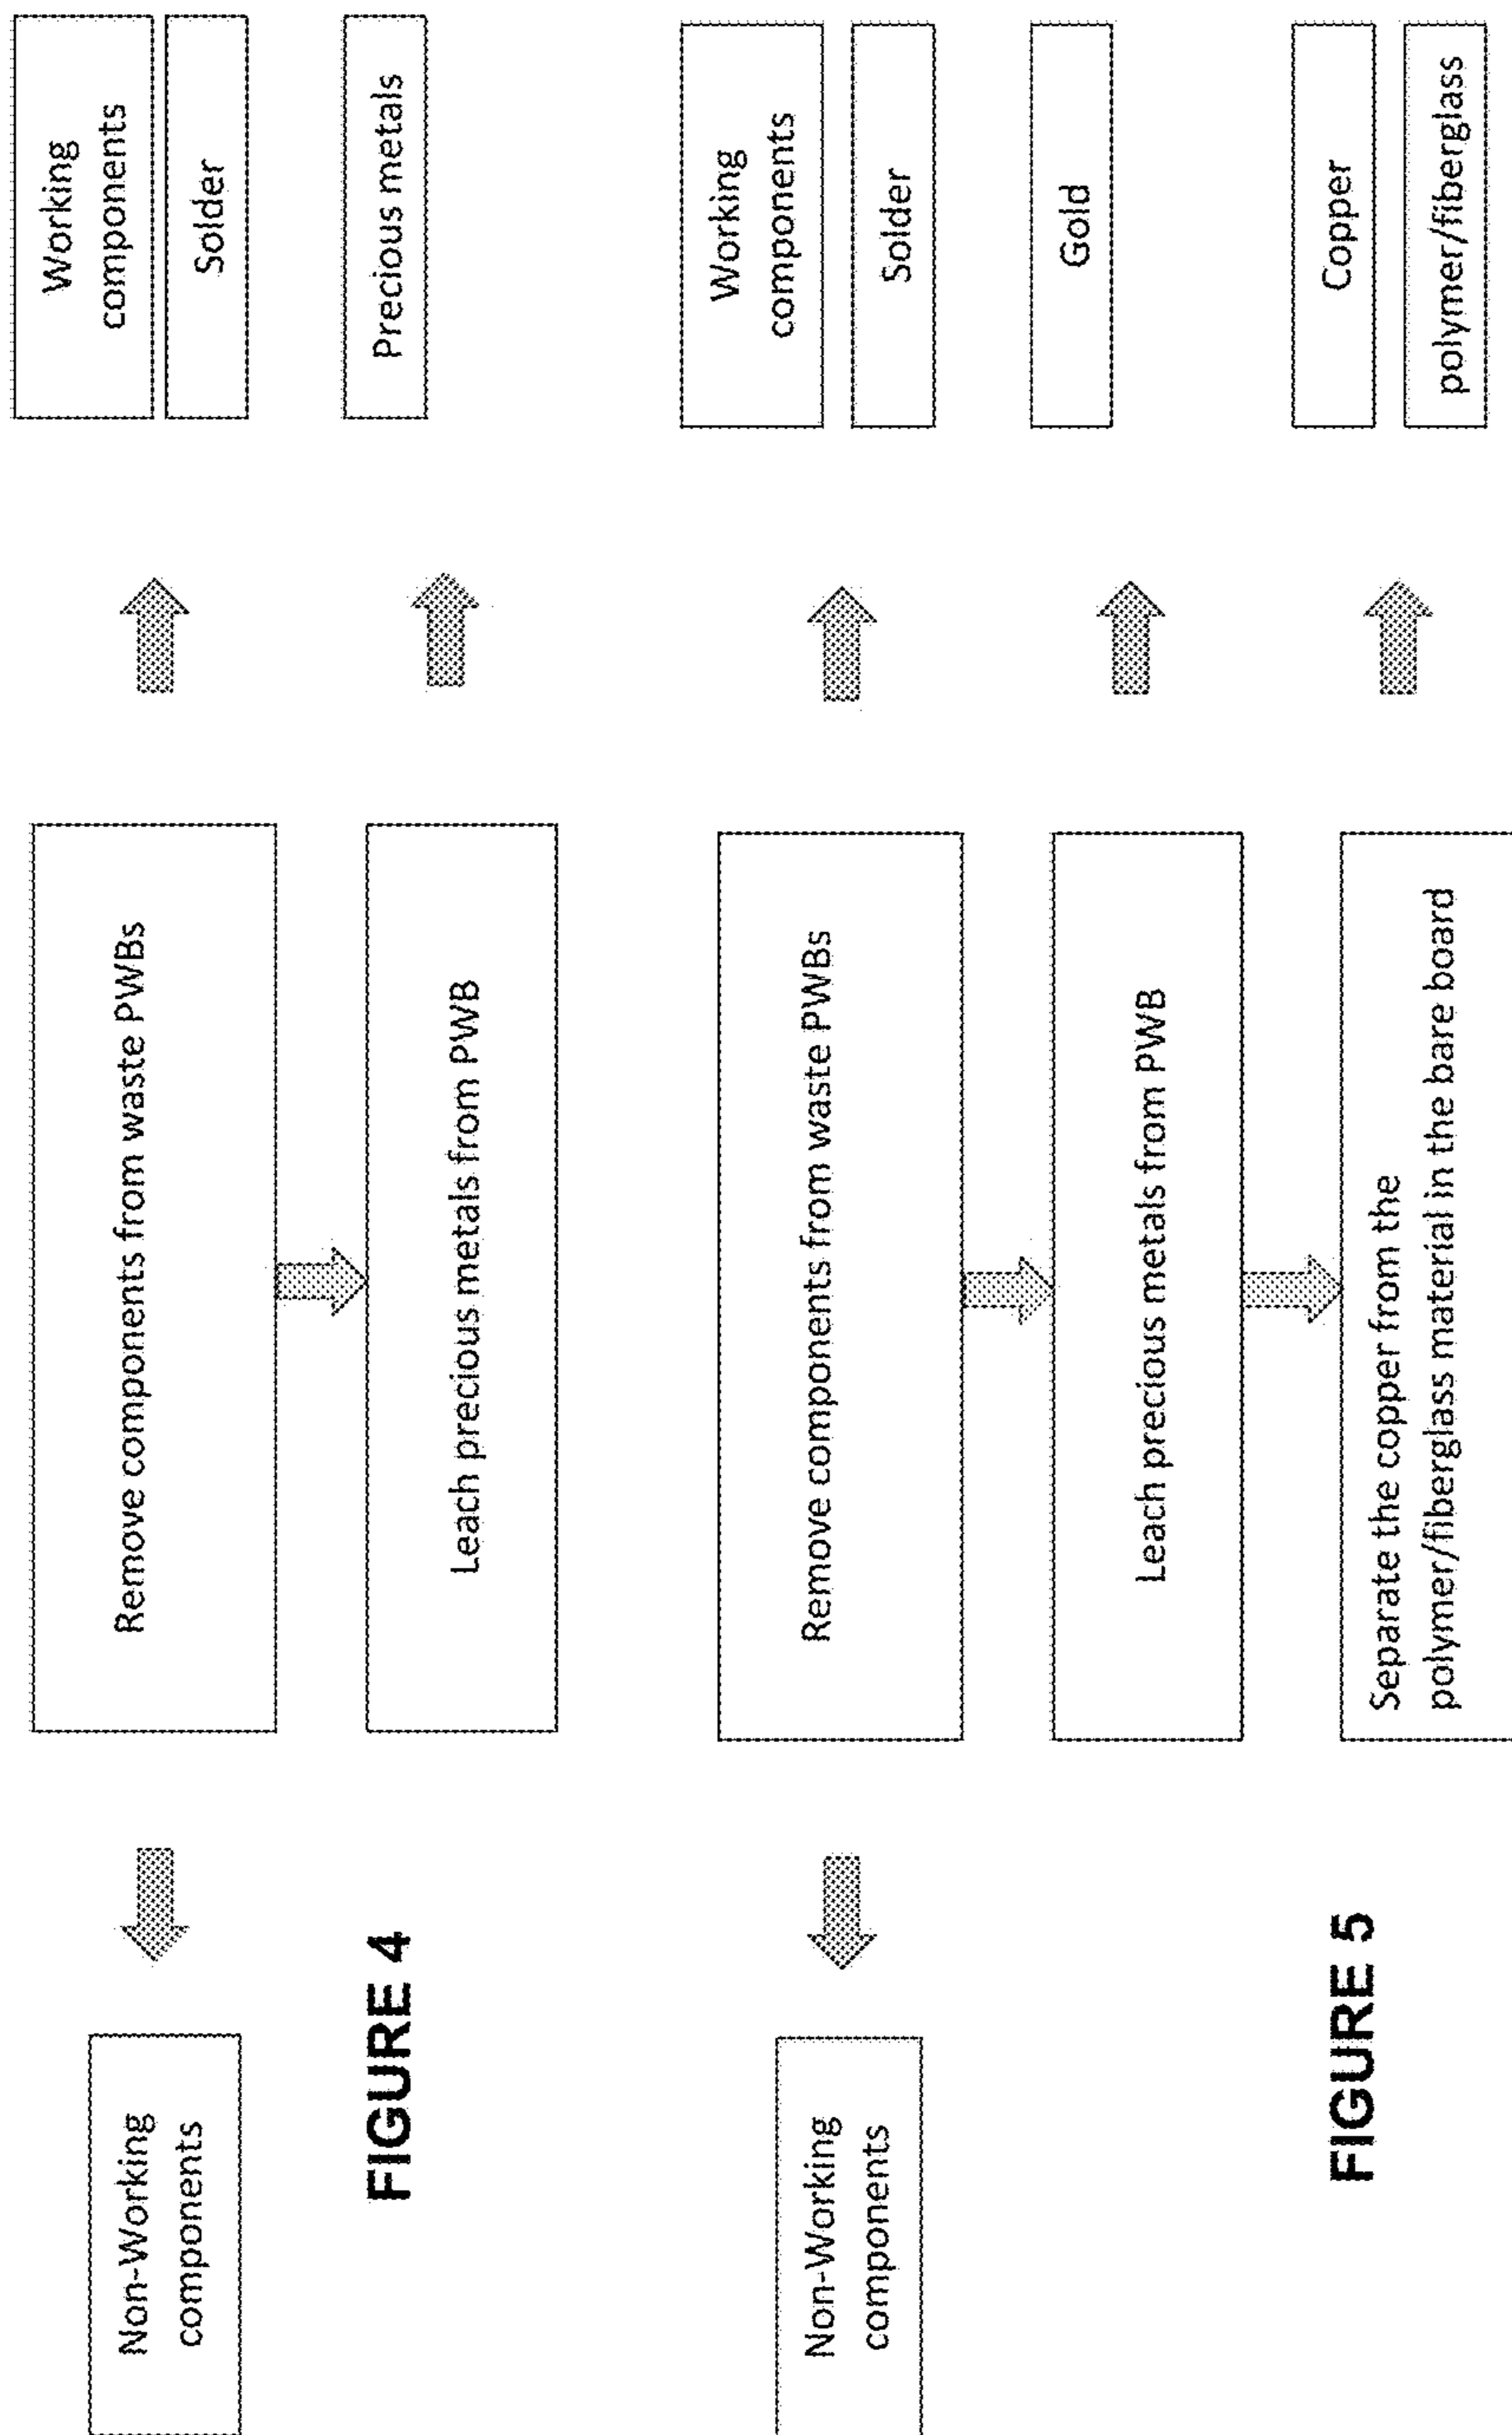 Non-Working
components
Remove components from waste PWBs
Working
components
Solder
Leach precious metals from PWB
Precious metals
FIGURE 4
Non-Working
components
Remove components from waste PWBs
Working
components
Solder
Leach precious metals from PWB
Gold
Separate the copper from the
polymer/fiberglass material in the bare board
Copper
polymer/fiberglass
FIGURE 5